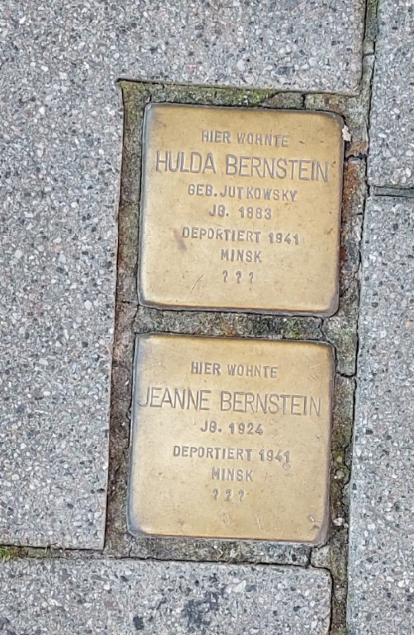 HIER WOHNTE
HULDA BERNSTEIN
GEB. JUTKOWSKY
JG. 1883
DEPORTIERT 1941
MINSK
? ? ?
HIER WOHNTE
JEANNE BERNSTEIN
JG. 1924
DEPORTIERT 1941
MINSK
? ? ?